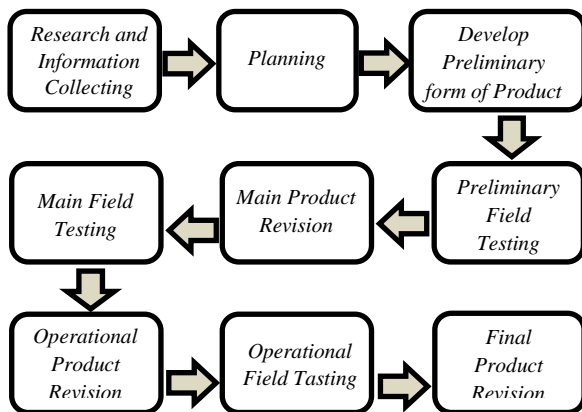 Research and
Information
Collecting
Planning
Develop
Preliminary
form of Product
Main Field
Testing
Main Product
Revision
Preliminary
Field
Testing
Operational
Product
Revision
Operational
Field Tasting
Final
Product
Revision